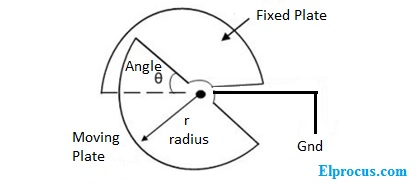 Fixed Plate
Angle
θ
r
radius
Moving
Plate
Gnd
Elprocus.com